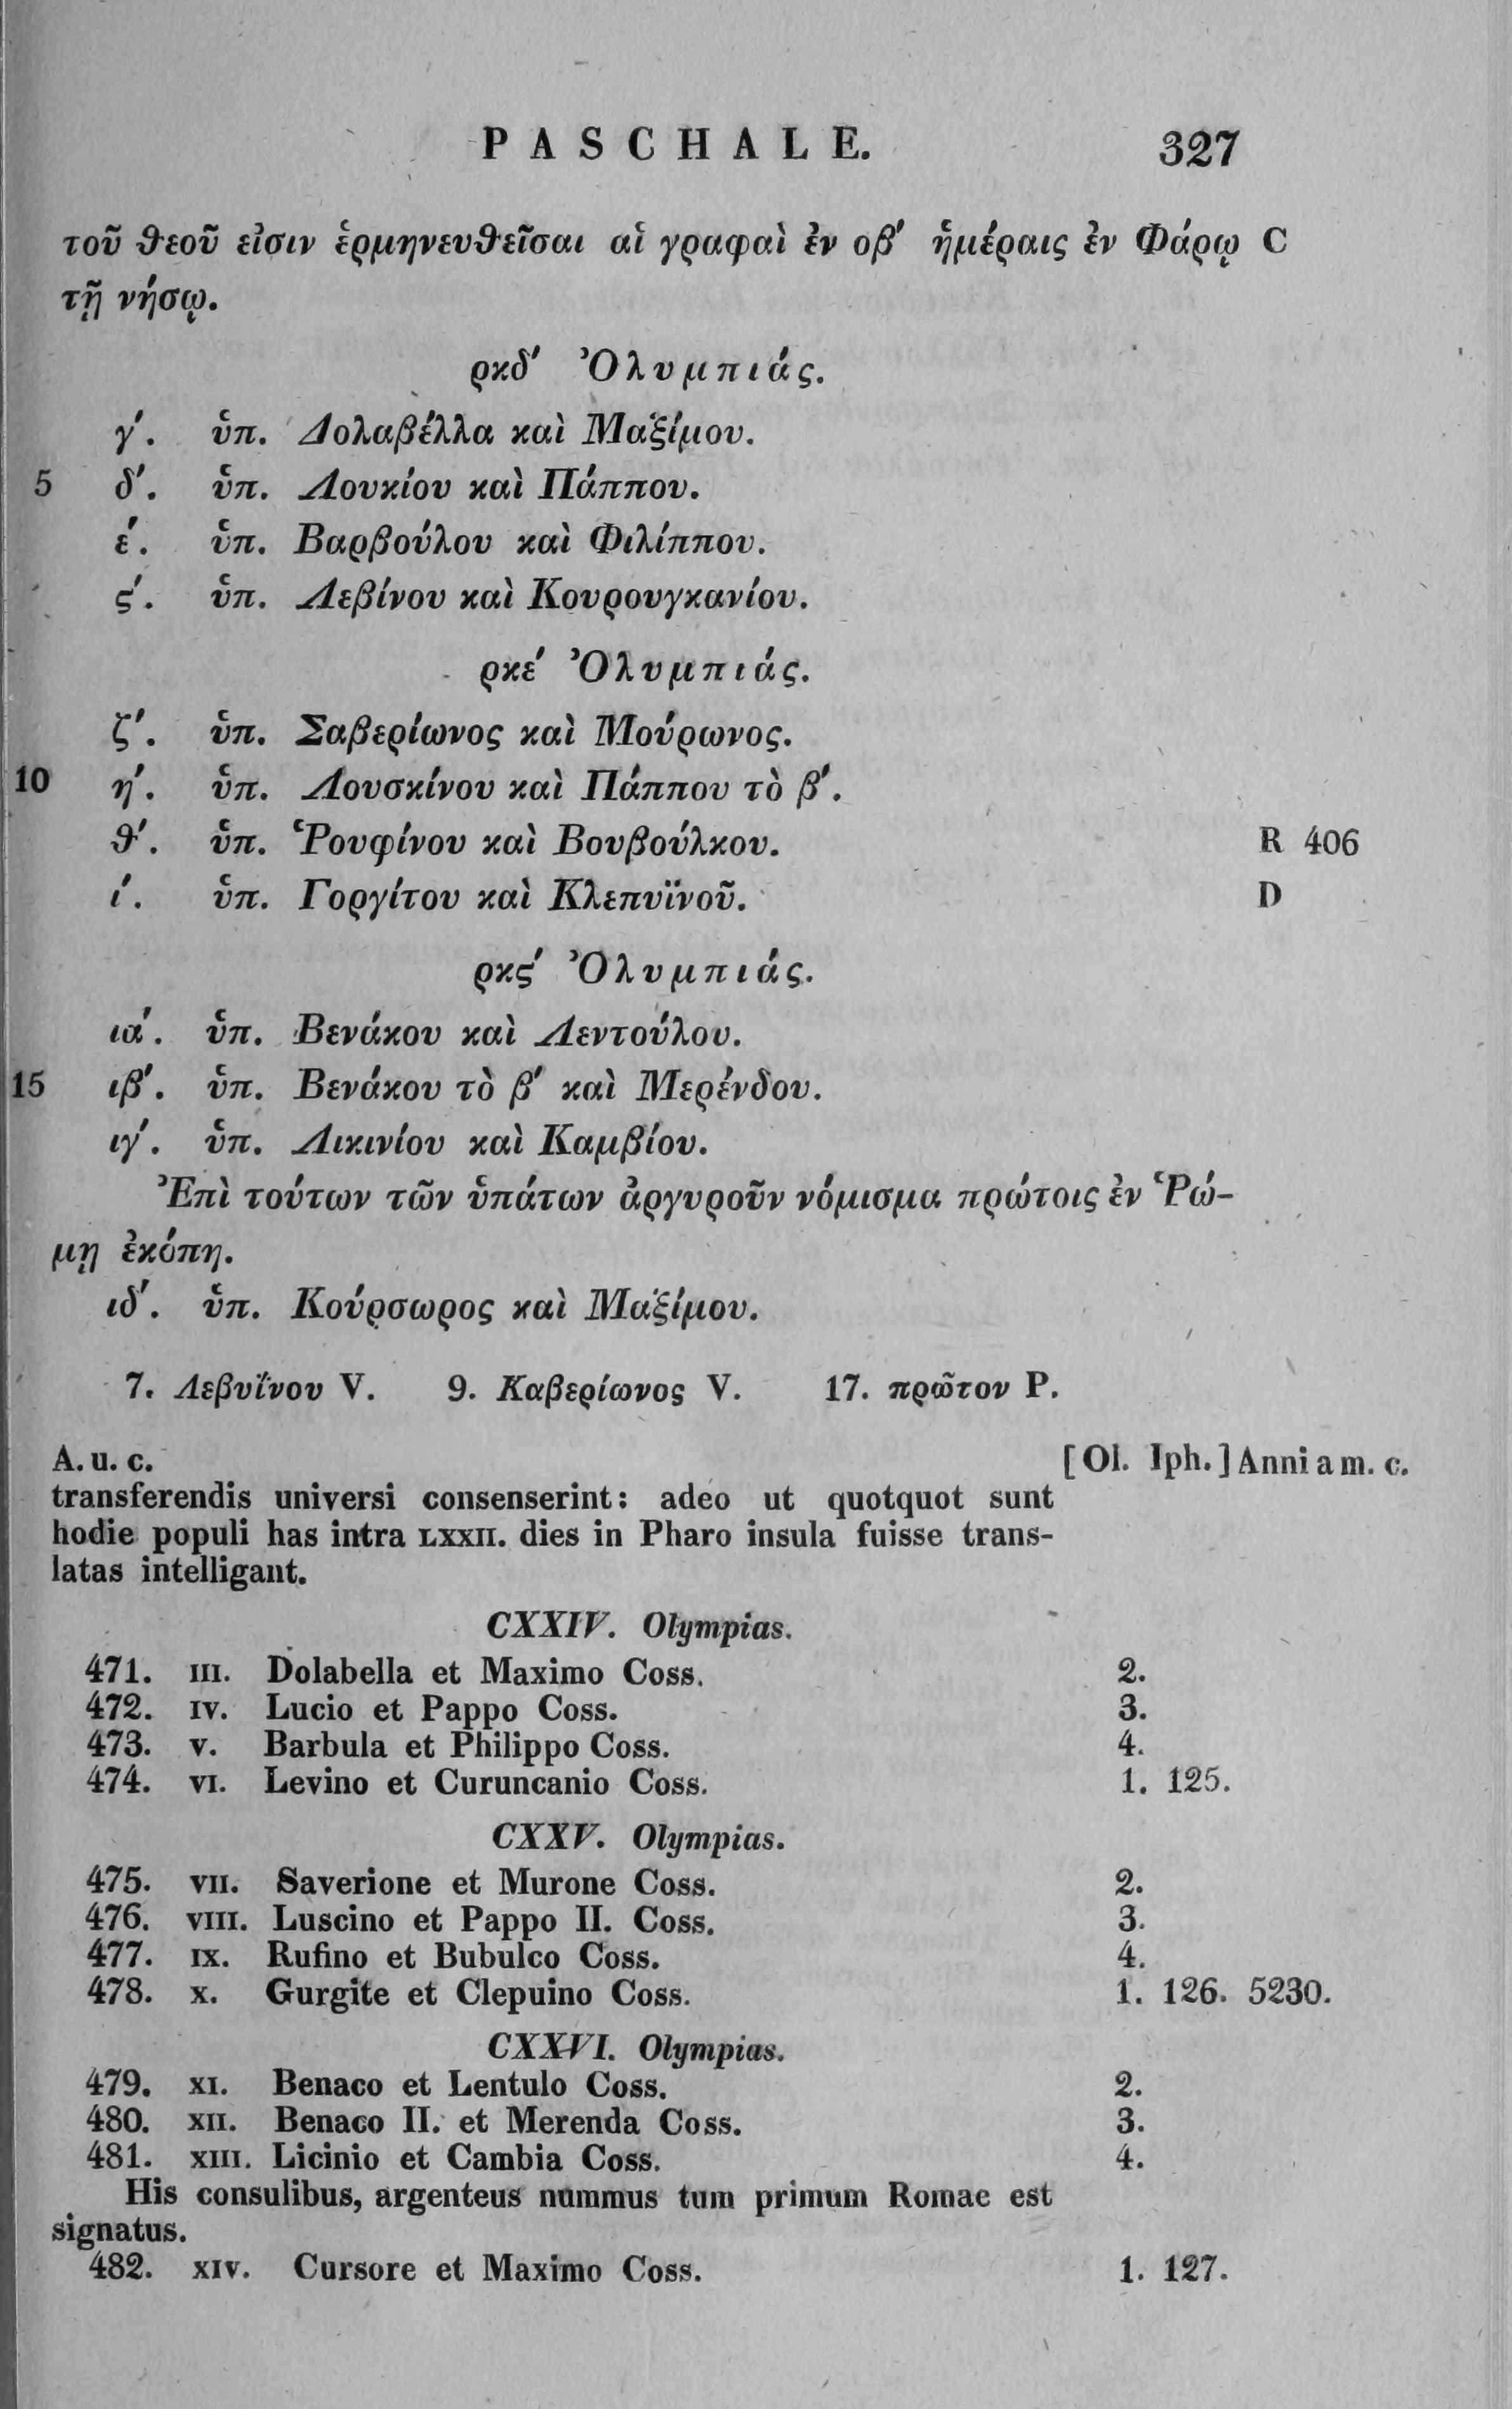 PASCHALE. 327
τοῦ θεοῦ εἰσιν ἑρμηνευθεῖσαι αἱ γραφαὶ ἐν οβ′ ἡμέραις ἐν Φάρῳ C
τῇ νήσῳ.
ρκδ′ Ὀλυμπιάς.
γ′. ὑπ. Δολαβέλλα καὶ Μαξίμου.
5 δ′. ὑπ. Λουκίου καὶ Πάππου.
ε′. ὑπ. Βαρβούλου καὶ Φιλίππου.
ς′. ὑπ. Λεβίνου καὶ Κουρουγκανίου.
ρκε′ Ὀλυμπιάς.
ζ′. ὑπ. Σαβερίωνος καὶ Μούρωνος.
10 η′. ὑπ. Λουσκίνου καὶ Πάππου τὸ β′.
θ′. ὑπ. Ῥουφίνου καὶ Βουβούλκου. R 406
ι′. ὑπ. Γοργίτου καὶ Κλεπυϊνοῦ. D
ρκς′ Ὀλυμπιάς.
ια′. ὑπ. Βενάκου καὶ Λεντούλου.
15 ιβ′. ὑπ. Βενάκου τὸ β′ καὶ Μερένδου.
ιγ′. ὑπ. Λικινίου καὶ Καμβίου.
Ἐπὶ τούτων τῶν ὑπάτων ἀργυροῦν νόμισμα πρώτοις ἐν Ῥώ-
μῃ ἐκόπη.
ιδ′. ὑπ. Κούρσωρος καὶ Μαξίμου.
7. Λεβυΐνου V. 9. Καβερίωνος V. 17. πρῶτον P.
A. u. c. [Ol. Iph.] Anni a m. c.
transferendis universi consenserint: adeo ut quotquot sunt
hodie populi has intra LXXII. dies in Pharo insula fuisse trans-
latas intelligant.
CXXIV. Olympias.
471. III. Dolabella et Maximo Coss. 2.
472. IV. Lucio et Pappo Coss. 3.
473. V. Barbula et Philippo Coss. 4.
474. VI. Levino et Curuncanio Coss. 1. 125.
CXXV. Olympias.
475. VII. Saverione et Murone Coss. 2.
476. VIII. Luscino et Pappo II. Coss. 3.
477. IX. Rufino et Bubulco Coss. 4.
478. X. Gurgite et Clepuino Coss. 1. 126. 5230.
CXXVI. Olympias.
479. XI. Benaco et Lentulo Coss. 2.
480. XII. Benaco II. et Merenda Coss. 3.
481. XIII. Licinio et Cambia Coss. 4.
His consulibus, argenteus nummus tum primum Romae est
signatus.
482. XIV. Cursore et Maximo Coss. 1. 127.